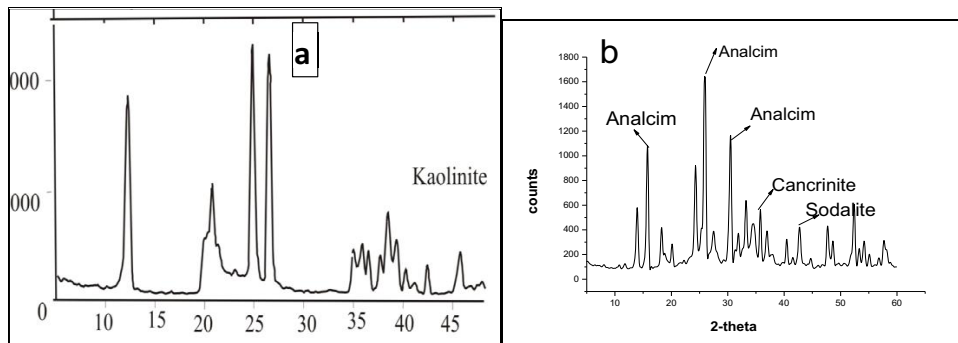 a
000
000
0
Kaolinite
10 15 20 25 30 35 40 45
b
1800
1600
1400
1200
1000
800
600
400
200
0
counts
Analcim
Analcim
Analcim
Cancrinite
Sodalite
10 20 30 40 50 60
2-theta